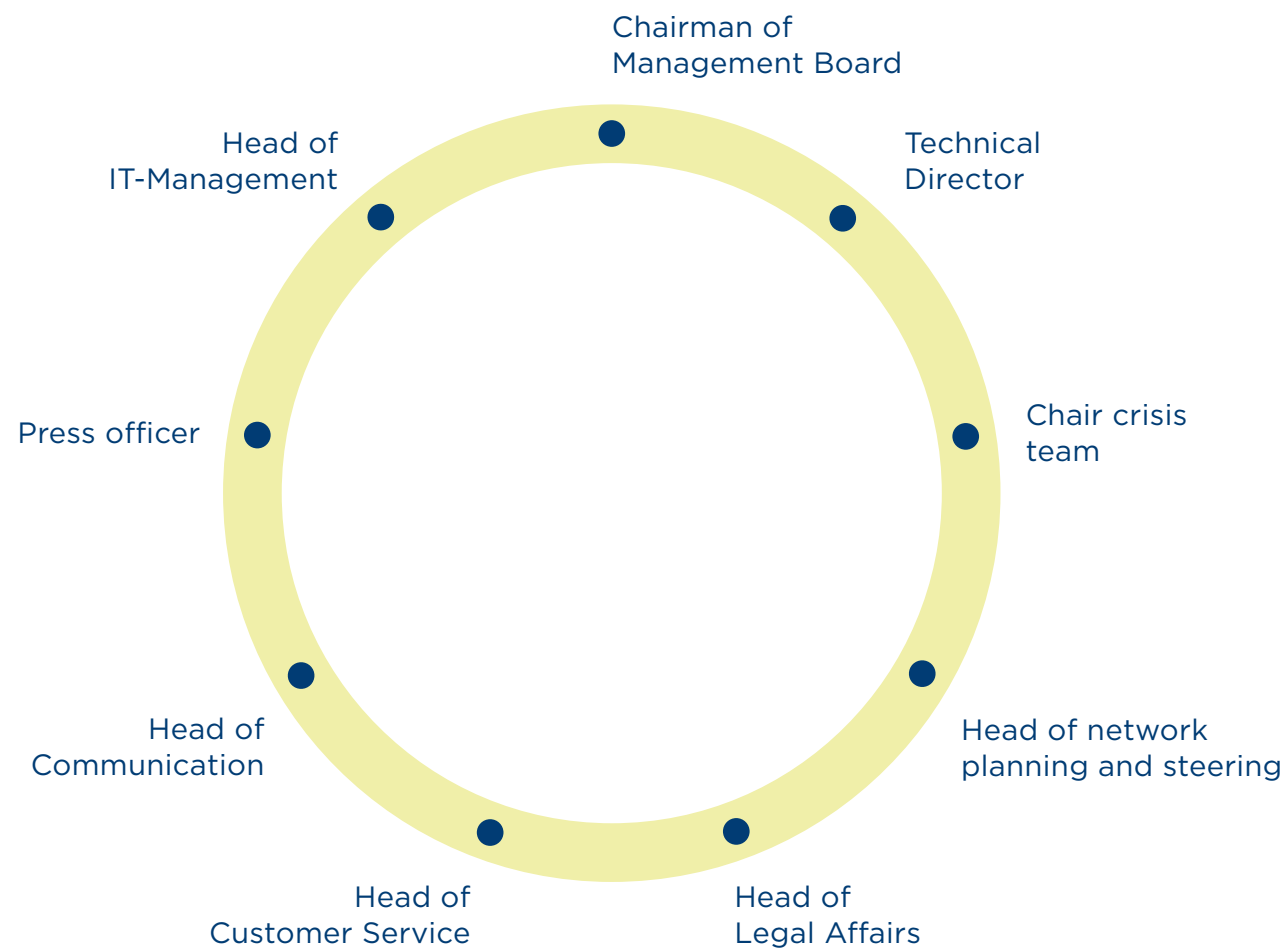 Chairman of
Management Board
Technical
Director
Chair crisis
team
Head of network
planning and steering
Head of
Legal Affairs
Head of
Customer Service
Head of
Communication
Press officer
Head of
IT-Management